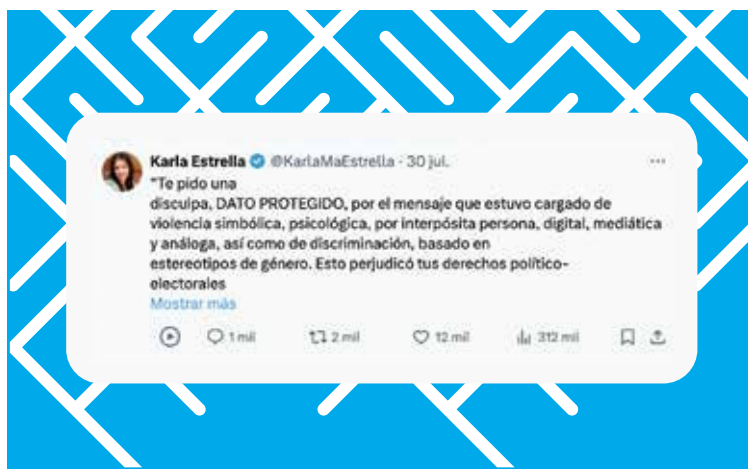 Karla Estrella @KarlaMaEstrella · 30 jul.
"Te pido una
disculpa, DATO PROTEGIDO, por el mensaje que estuvo cargado de
violencia simbólica, psicológica, por interpósita persona, digital, mediática
y análoga, así como de discriminación, basado en
estereotipos de género. Esto perjudicó tus derechos político-
electorales
Mostrar más
1 mil 2 mil 12 mil 312 mil